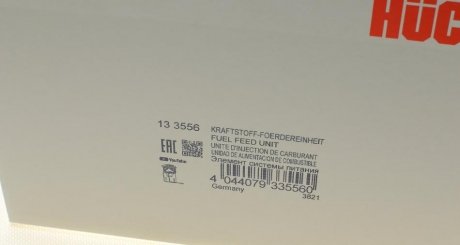 HÜC
13 3556
KRAFTSTOFF-FOERDEREINHEIT
FUEL FEED UNIT
UNITE D'INJECTION DE CARBURANT
UNIDAD DE ALIMENTACION DE COMBUSTIBLE
Элемент системы питания
EAC
YouTube
4 044079 335560
Germany
3621